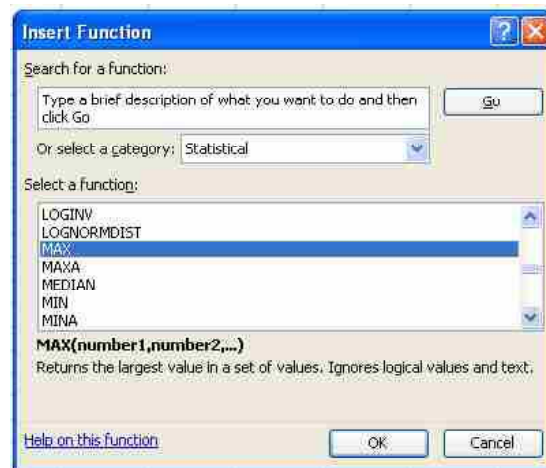 Insert Function
Search for a function:
Type a brief description of what you want to do and then
click Go
Go
Or select a category: Statistical
Select a function:
LOGINV
LOGNORMDIST
MAX
MAXA
MEDIAN
MIN
MINA
MAX(number1,number2,...)
Returns the largest value in a set of values. Ignores logical values and text.
Help on this function
OK
Cancel